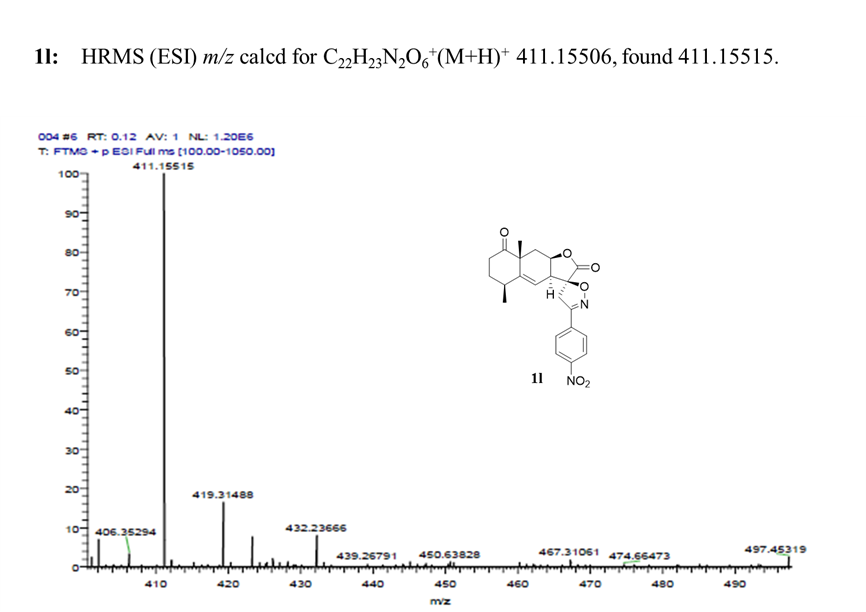 1l: HRMS (ESI) m/z calcd for C₂₂H₂₃N₂O₆⁺(M+H)⁺ 411.15506, found 411.15515.
004 #6 RT: 0.12 AV: 1 NL: 1.20E6
T: FTMS + p ESI Full ms [100.00-1050.00]
411.15515
100
90
80
70
60
50
40
30
20
10
0
O
O
O
H
O
N
1l
NO₂
419.31488
406.35294
432.23666
439.26791
450.63828
467.31061
474.66473
497.45319
410
420
430
440
450
460
470
480
490
m/z